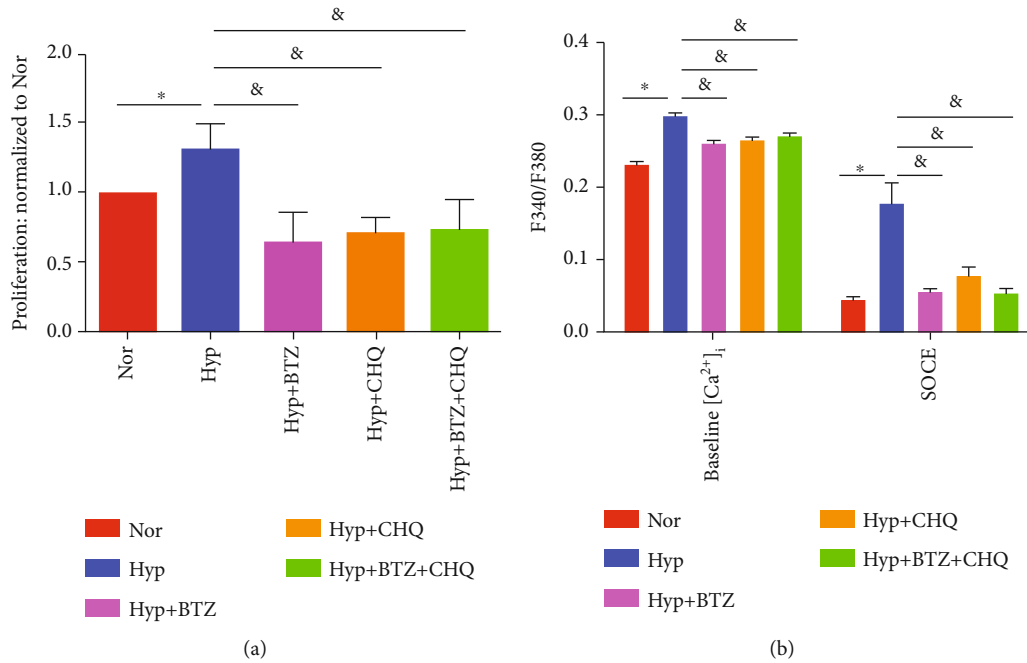 Proliferation: normalized to Nor
2.0
1.5
1.0
0.5
0.0
*
&
&
&
Nor
Hyp
Hyp+BTZ
Hyp+CHQ
Hyp+BTZ+CHQ
Nor
Hyp
Hyp+BTZ
Hyp+CHQ
Hyp+BTZ+CHQ
(a)
F340/F380
0.4
0.3
0.2
0.1
0.0
*
&
&
&
*
&
&
&
Baseline [Ca²⁺]ᵢ
SOCE
Nor
Hyp
Hyp+BTZ
Hyp+CHQ
Hyp+BTZ+CHQ
(b)